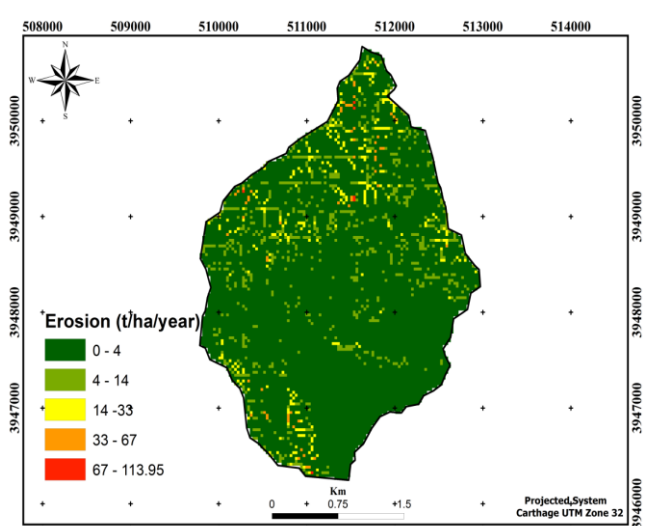 508000 509000 510000 511000 512000 513000 514000
N
W E
S
3950000 3950000
3949000 3949000
3948000 3948000
Erosion (t/ha/year)
0 - 4
4 - 14
14 -33
33 - 67
67 - 113.95
3947000 3947000
3946000
Km
0 0.75 1.5
Projected System
Carthage UTM Zone 32